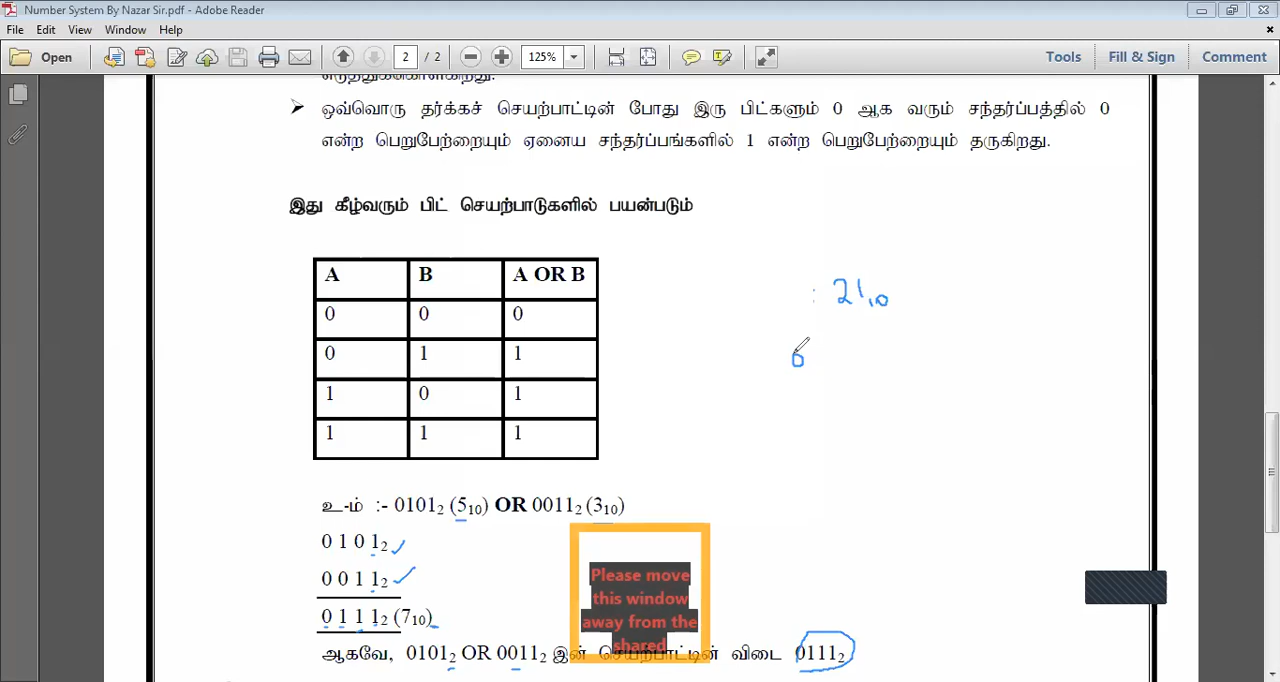 Number System By Nazar Sir.pdf - Adobe Reader
File Edit View Window Help
Open 2 / 2 125% Tools Fill & Sign Comment
எடுத்துக்கொள்கிறது.
➤ ஒவ்வொரு தர்க்கச் செயற்பாட்டின் போது இரு பிட்களும் 0 ஆக வரும் சந்தர்ப்பத்தில் 0
என்ற பெறுபேற்றையும் ஏனைய சந்தர்ப்பங்களில் 1 என்ற பெறுபேற்றையும் தருகிறது.
இது கீழ்வரும் பிட் செயற்பாடுகளில் பயன்படும்
A B A OR B
0 0 0
0 1 1
1 0 1
1 1 1
: 21₁₀
0
உ-ம் :- 0101₂ (5₁₀) OR 0011₂ (3₁₀)
0 1 0 1₂
0 0 1 1₂
0 1 1 1₂ (7₁₀)
Please move
this window
away from the
shared
ஆகவே, 0101₂ OR 0011₂ இன் செயற்பாட்டின் விடை 0111₂